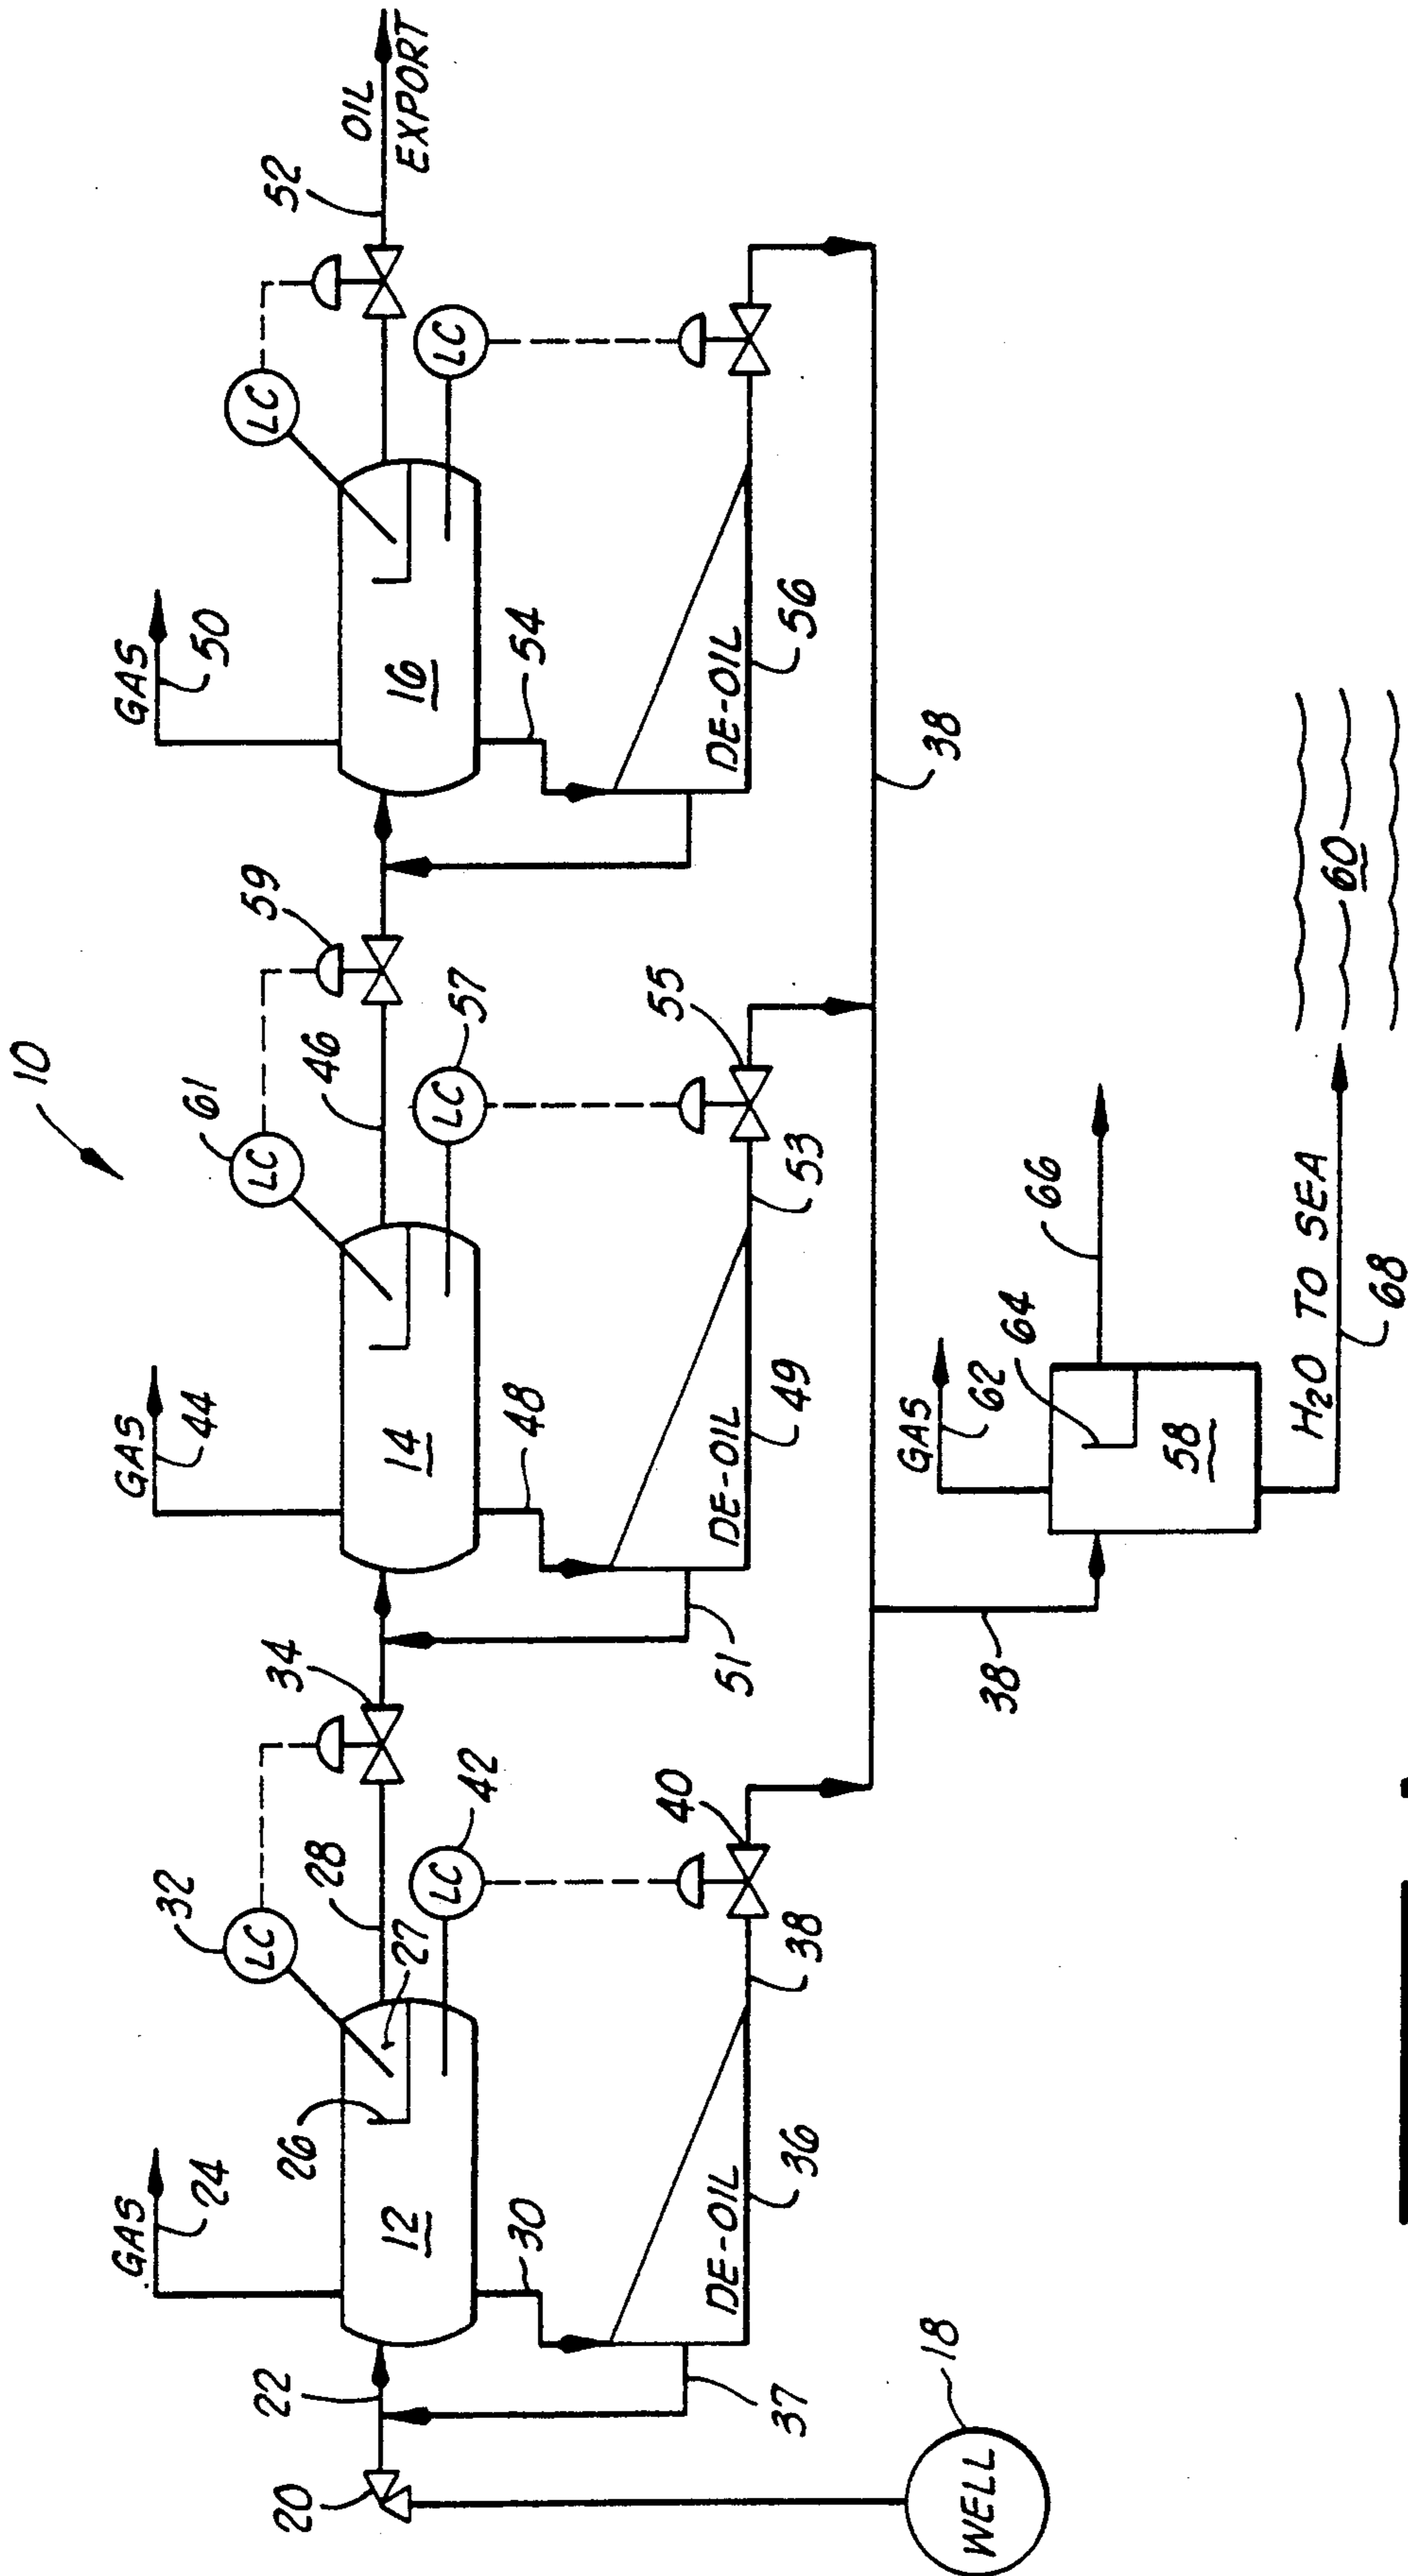 10
GAS
24
GAS
44
GAS
50
32
LC
34
61
LC
59
LC
52
OIL
EXPORT
20
22
12
26
27
28
42
LC
14
46
57
LC
16
LC
30
48
54
37
DE-OIL
36
38
40
51
DE-OIL
49
53
55
DE-OIL
56
38
18
WELL
38
GAS
62
64
58
66
H₂O TO SEA
68
60